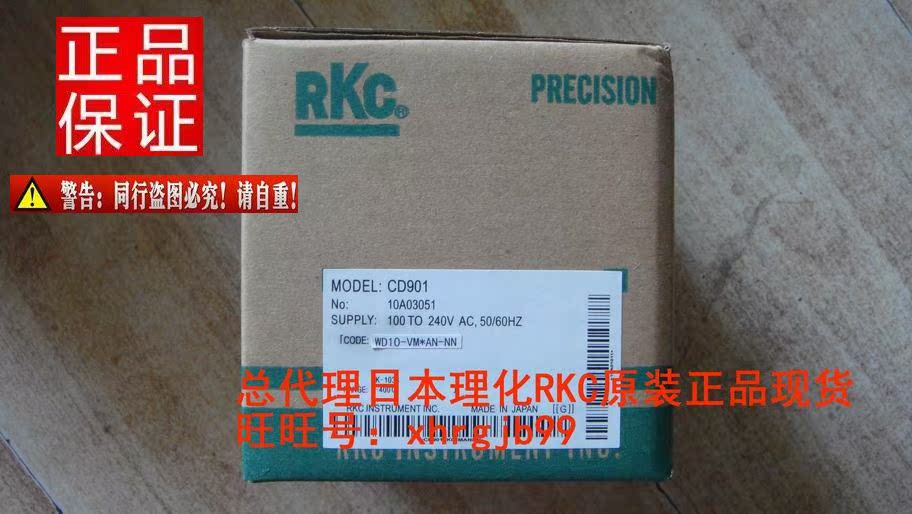 正品
保证
警告：同行盗图必究！请自重！
RKC®
PRECISION
MODEL: CD901
No: 10A03051
SUPPLY: 100 TO 240V AC, 50/60HZ
CODE: WD10-VM*AN-NN
总代理日本理化RKC原装正品现货
RKC INSTRUMENT INC. MADE IN JAPAN [[G]]
旺旺号：xhrgjb99
RKC INSTRUMENT INC.